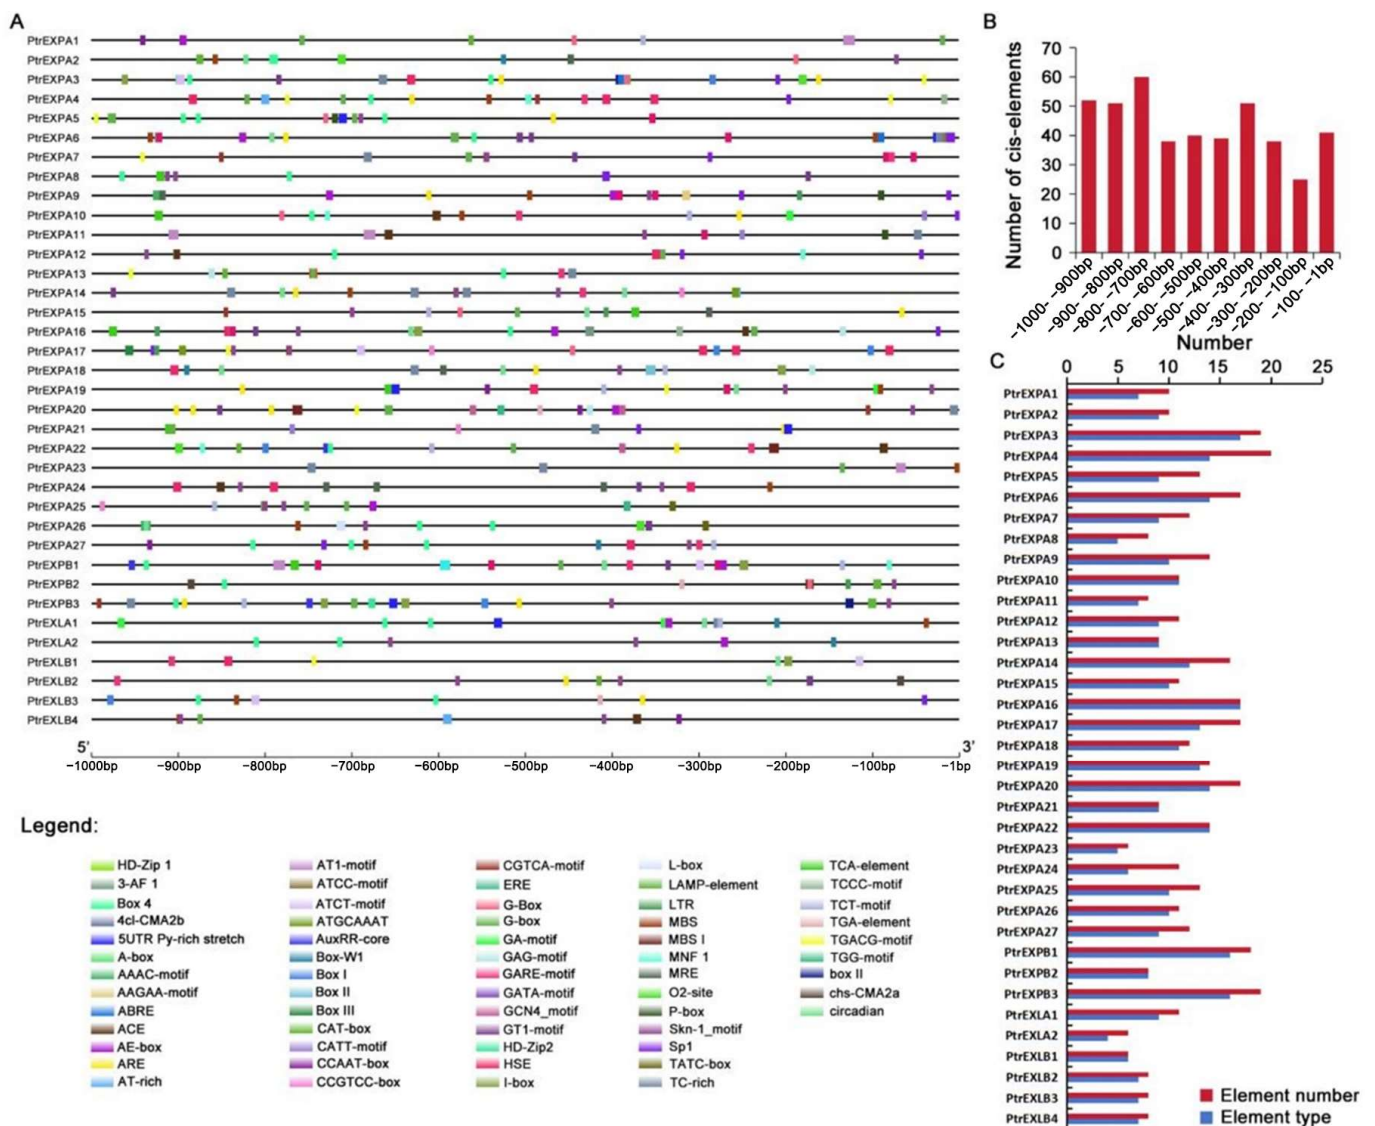 A
PtrEXPA1
PtrEXPA2
PtrEXPA3
PtrEXPA4
PtrEXPA5
PtrEXPA6
PtrEXPA7
PtrEXPA8
PtrEXPA9
PtrEXPA10
PtrEXPA11
PtrEXPA12
PtrEXPA13
PtrEXPA14
PtrEXPA15
PtrEXPA16
PtrEXPA17
PtrEXPA18
PtrEXPA19
PtrEXPA20
PtrEXPA21
PtrEXPA22
PtrEXPA23
PtrEXPA24
PtrEXPA25
PtrEXPA26
PtrEXPA27
PtrEXPB1
PtrEXPB2
PtrEXPB3
PtrEXLA1
PtrEXLA2
PtrEXLB1
PtrEXLB2
PtrEXLB3
PtrEXLB4
5' 3'
−1000bp −900bp −800bp −700bp −600bp −500bp −400bp −300bp −200bp −100bp −1bp
Legend:
HD-Zip 1
3-AF 1
Box 4
4cl-CMA2b
5UTR Py-rich stretch
A-box
AAAC-motif
AAGAA-motif
ABRE
ACE
AE-box
ARE
AT-rich
AT1-motif
ATCC-motif
ATCT-motif
ATGCAAAT
AuxRR-core
Box-W1
Box I
Box II
Box III
CAT-box
CATT-motif
CCAAT-box
CCGTCC-box
CGTCA-motif
ERE
G-Box
G-box
GA-motif
GAG-motif
GARE-motif
GATA-motif
GCN4_motif
GT1-motif
HD-Zip2
HSE
I-box
L-box
LAMP-element
LTR
MBS
MBS I
MNF 1
MRE
O2-site
P-box
Skn-1_motif
Sp1
TATC-box
TC-rich
TCA-element
TCCC-motif
TCT-motif
TGA-element
TGACG-motif
TGG-motif
box II
chs-CMA2a
circadian
B
Number of cis-elements
70
60
50
40
30
20
10
0
−1000- −900bp
−900- −800bp
−800- −700bp
−700- −600bp
−600- −500bp
−500- −400bp
−400- −300bp
−300- −200bp
−200- −100bp
−100- −1bp
C
Number
0 5 10 15 20 25
PtrEXPA1
PtrEXPA2
PtrEXPA3
PtrEXPA4
PtrEXPA5
PtrEXPA6
PtrEXPA7
PtrEXPA8
PtrEXPA9
PtrEXPA10
PtrEXPA11
PtrEXPA12
PtrEXPA13
PtrEXPA14
PtrEXPA15
PtrEXPA16
PtrEXPA17
PtrEXPA18
PtrEXPA19
PtrEXPA20
PtrEXPA21
PtrEXPA22
PtrEXPA23
PtrEXPA24
PtrEXPA25
PtrEXPA26
PtrEXPA27
PtrEXPB1
PtrEXPB2
PtrEXPB3
PtrEXLA1
PtrEXLA2
PtrEXLB1
PtrEXLB2
PtrEXLB3
PtrEXLB4
Element number
Element type